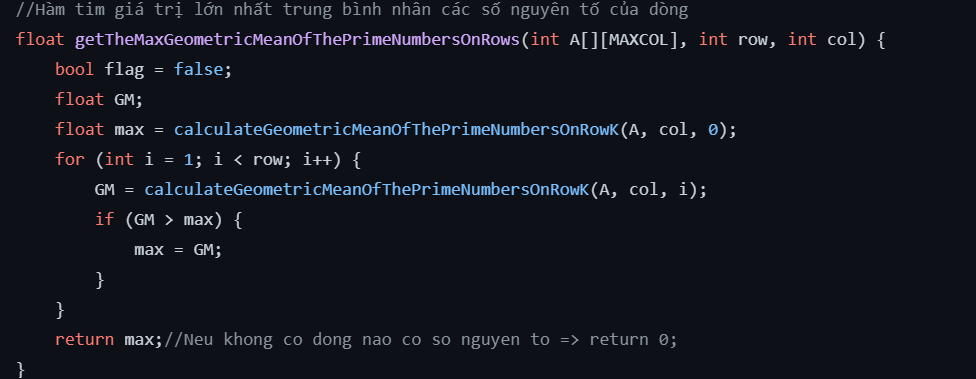 //Hàm tim giá trị lớn nhất trung bình nhân các số nguyên tố của dòng
float getTheMaxGeometricMeanOfThePrimeNumbersOnRows(int A[][MAXCOL], int row, int col) {
    bool flag = false;
    float GM;
    float max = calculateGeometricMeanOfThePrimeNumbersOnRowK(A, col, 0);
    for (int i = 1; i < row; i++) {
        GM = calculateGeometricMeanOfThePrimeNumbersOnRowK(A, col, i);
        if (GM > max) {
            max = GM;
        }
    }
    return max;//Neu khong co dong nao co so nguyen to => return 0;
}